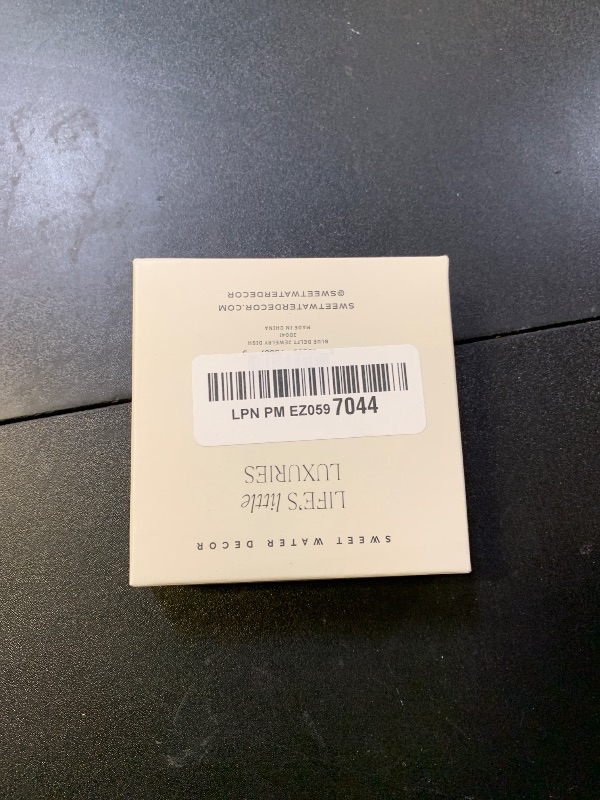 SWEET WATER DECOR
LIFE'S little
LUXURIES
LPN PM EZ059 7044
BLUE DELFT JEWELRY DISH
JD041
MADE IN CHINA
SWEETWATERDECOR.COM
@SWEETWATERDECOR